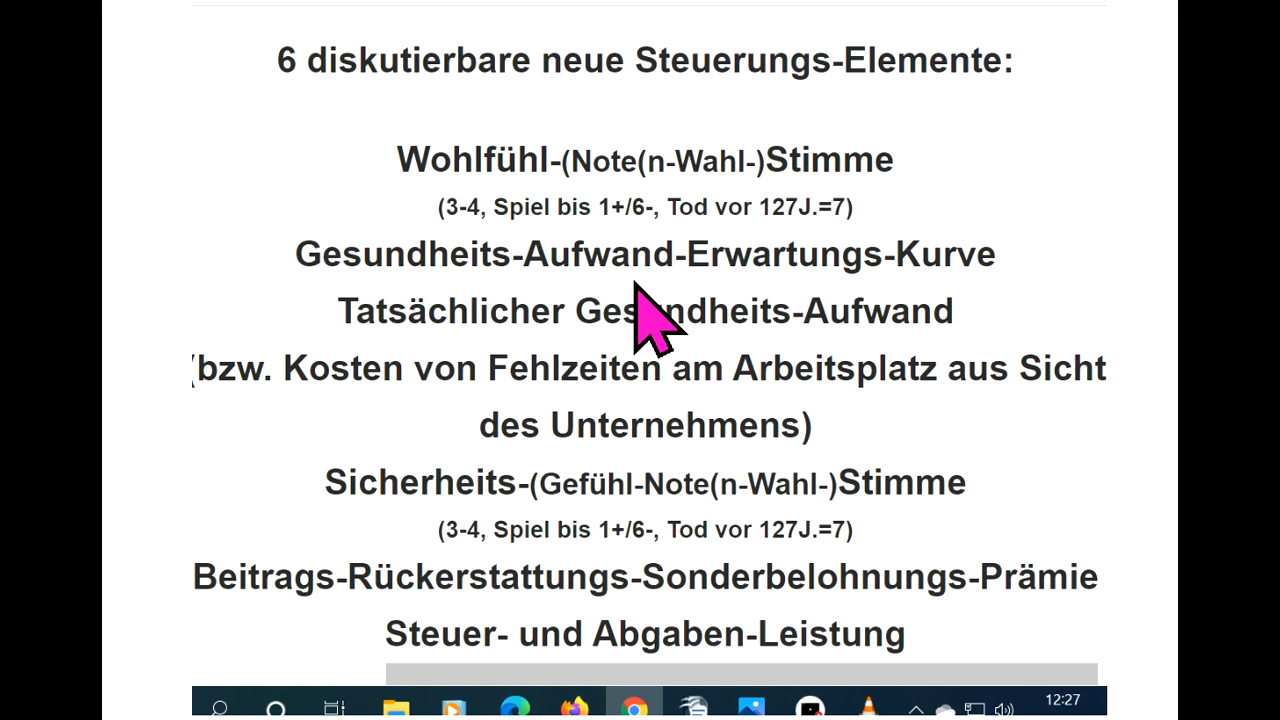 6 diskutierbare neue Steuerungs-Elemente:
Wohlfühl-(Note(n-Wahl-)Stimme
(3-4, Spiel bis 1+/6-, Tod vor 127J.=7)
Gesundheits-Aufwand-Erwartungs-Kurve
Tatsächlicher Gesundheits-Aufwand
(bzw. Kosten von Fehlzeiten am Arbeitsplatz aus Sicht
des Unternehmens)
Sicherheits-(Gefühl-Note(n-Wahl-)Stimme
(3-4, Spiel bis 1+/6-, Tod vor 127J.=7)
Beitrags-Rückerstattungs-Sonderbelohnungs-Prämie
Steuer- und Abgaben-Leistung
12:27